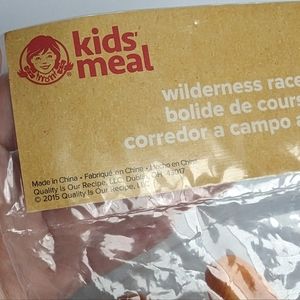 kids'
meal
wilderness race
bolide de cours
corredor a campo a
Made in China • Fabriqué en Chine • Hecho en China
Quality Is Our Recipe, LLC, Dublin, OH 43017
© 2015 Quality Is Our Recipe, LLC